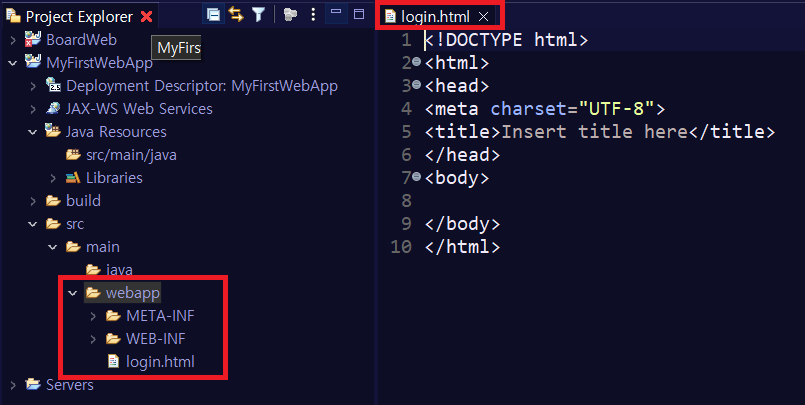 Project Explorer
BoardWeb
MyFirs
MyFirstWebApp
Deployment Descriptor: MyFirstWebApp
JAX-WS Web Services
Java Resources
src/main/java
Libraries
build
src
main
java
webapp
META-INF
WEB-INF
login.html
Servers
login.html
1 <!DOCTYPE html>
2 <html>
3 <head>
4 <meta charset="UTF-8">
5 <title>Insert title here</title>
6 </head>
7 <body>
8
9 </body>
10 </html>